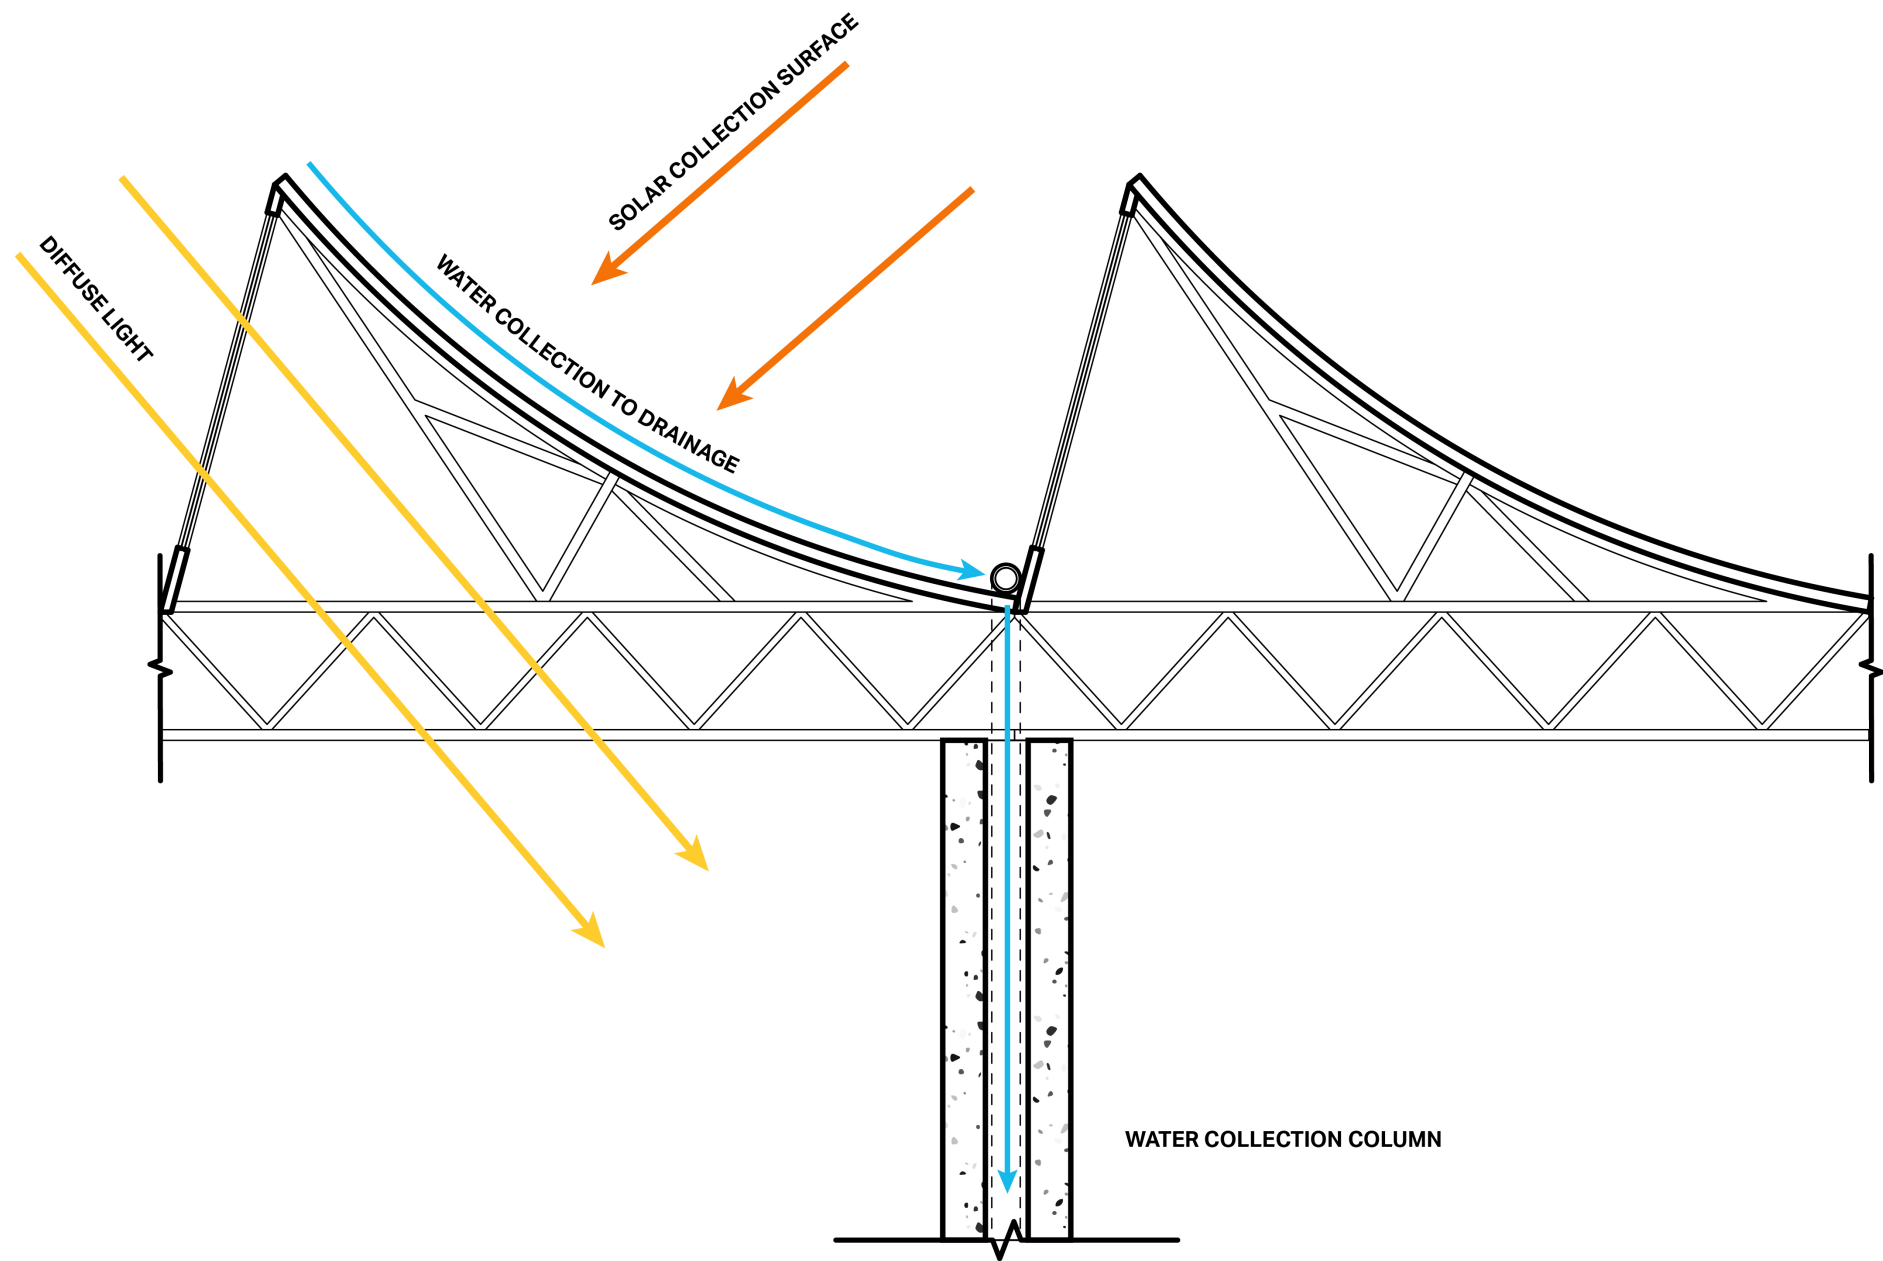 SOLAR COLLECTION SURFACE
DIFFUSE LIGHT
WATER COLLECTION TO DRAINAGE
WATER COLLECTION COLUMN